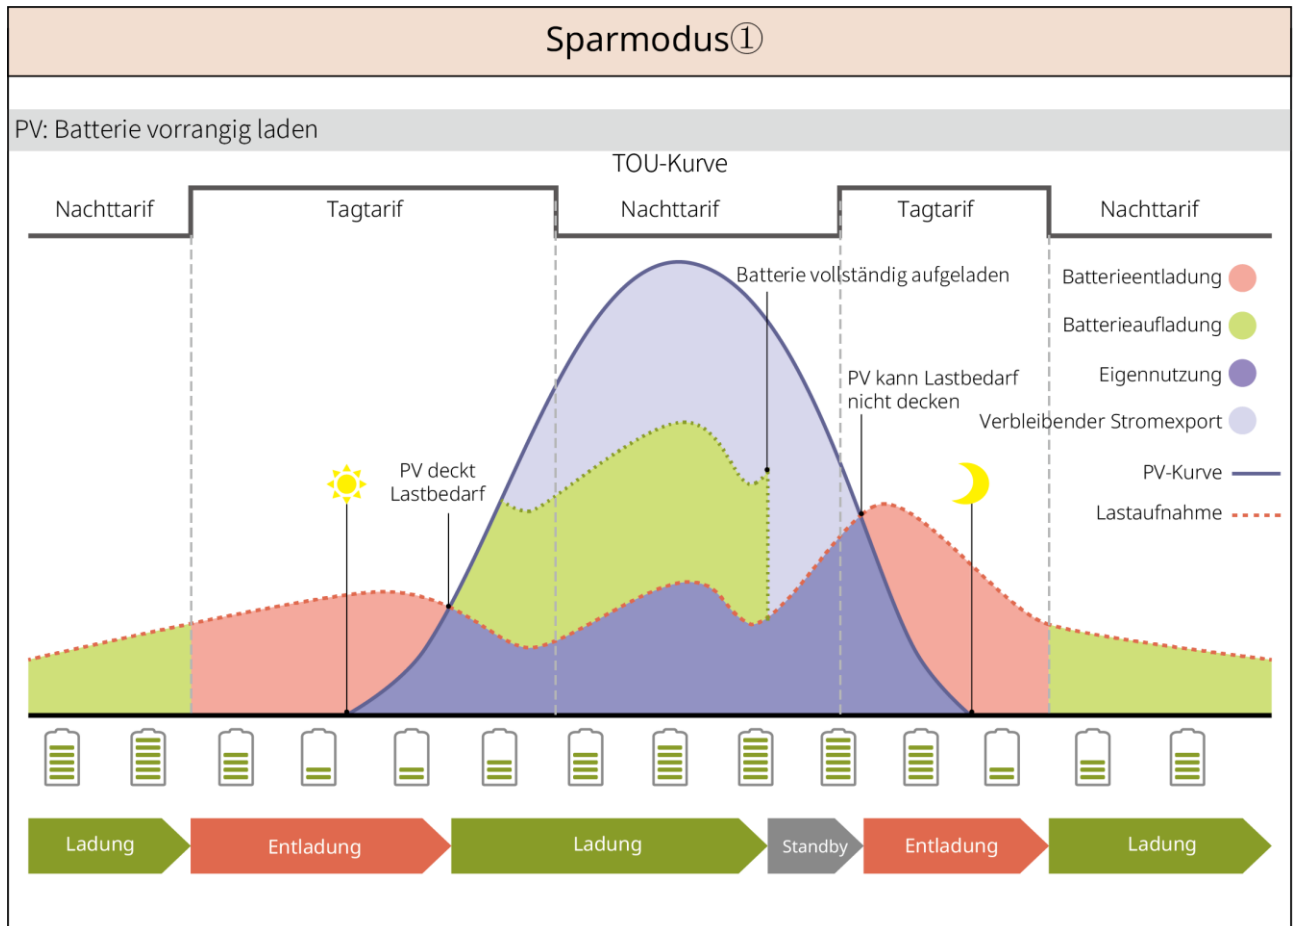 Sparmodus①
PV: Batterie vorrangig laden
TOU-Kurve
Nachttarif
Tagtarif
Nachttarif
Tagtarif
Nachttarif
Batterie vollständig aufgeladen
Batterieentladung
Batterieaufladung
PV kann Lastbedarf
nicht decken
Eigennutzung
Verbleibender Stromexport
PV deckt
Lastbedarf
PV-Kurve
Lastaufnahme
Ladung
Entladung
Ladung
Standby
Entladung
Ladung